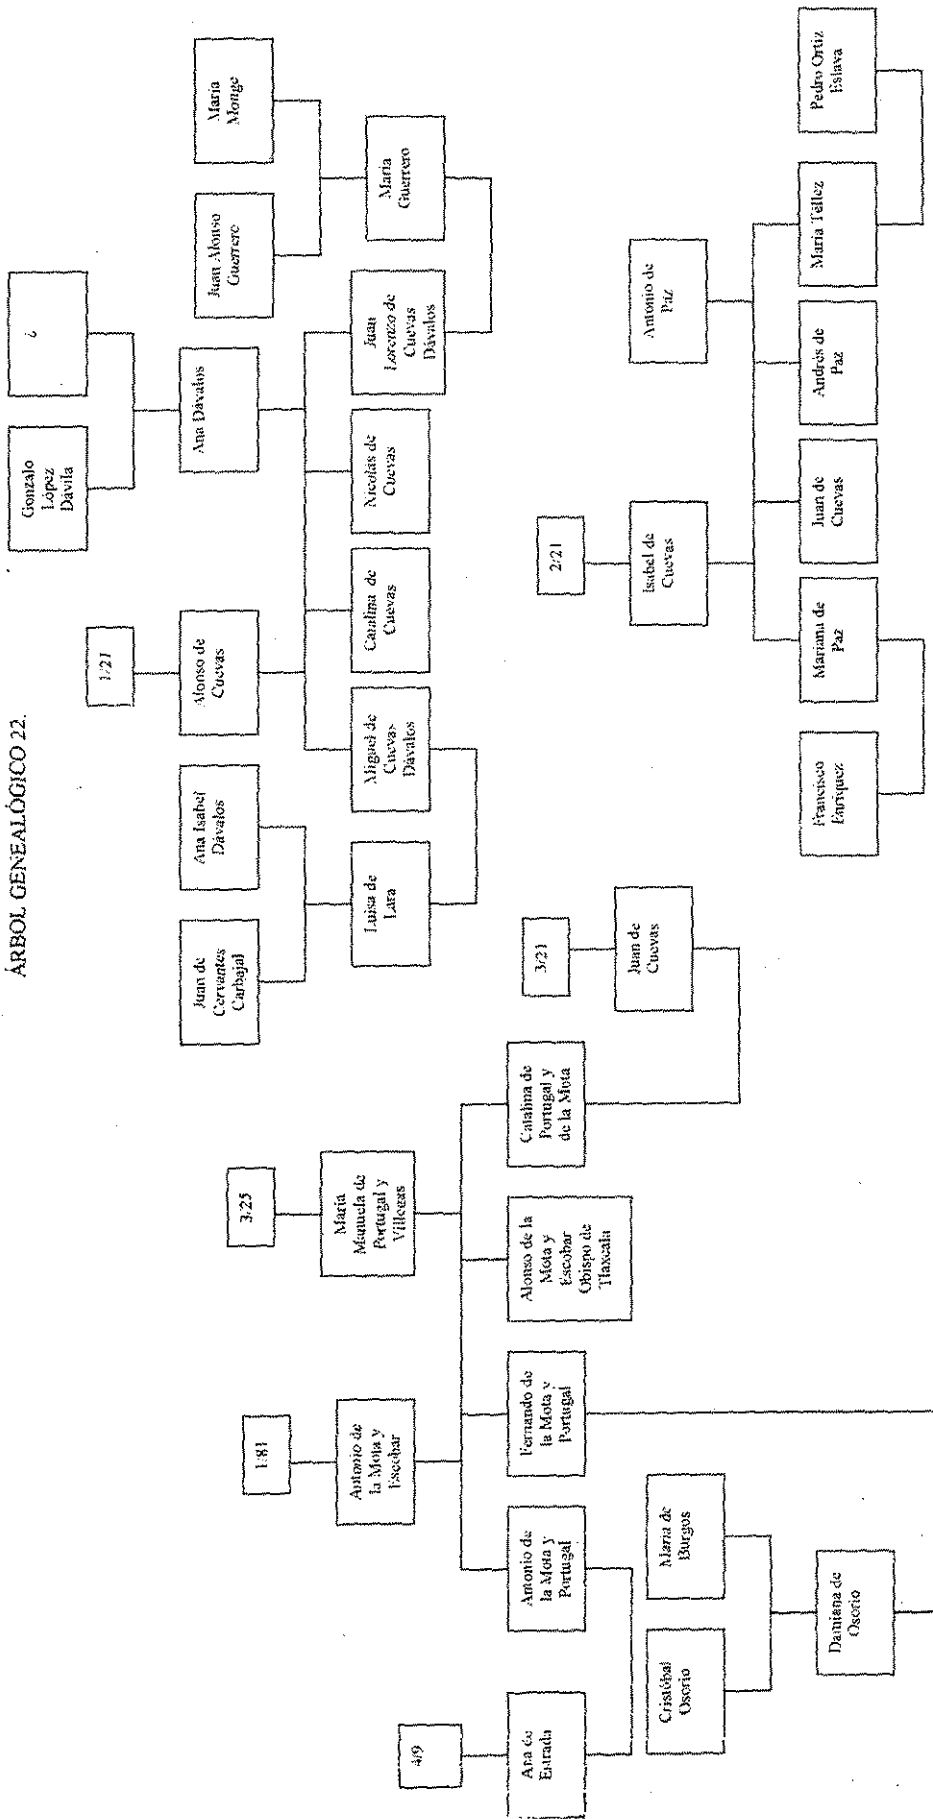 ÁRBOL GENEALÓGICO 22.
Gonzalo
López
Dávila
¿
1/21
Juan de
Cervantes
Carbajal
Ana Isabel
Dávalos
Alonso de
Cuevas
Ana Dávalos
Juan Alonso
Guerrero
María
Monge
Luisa de
Lara
Miguel de
Cuevas
Dávalos
Catalina de
Cuevas
Nicolás de
Cuevas
Juan
Lorenzo de
Cuevas
Dávalos
María
Guerrero
4/9
1/81
3/25
3/21
2/21
Antonio de
la Mota y
Escobar
María
Manuela de
Portugal y
Villegas
Juan de
Cuevas
Isabel de
Cuevas
Antonio de
Paz
Ana de
Estrada
Antonio de
la Mota y
Portugal
Fernando de
la Mota y
Portugal
Alonso de la
Mota y
Escobar
Obispo de
Tlaxcala
Catalina de
Portugal y
de la Mota
Cristóbal
Osorio
María de
Burgos
Damiana de
Osorio
Francisco
Enríquez
Mariana de
Paz
Juan de
Cuevas
Andrés de
Paz
María Téllez
Pedro Ortiz
Eslava